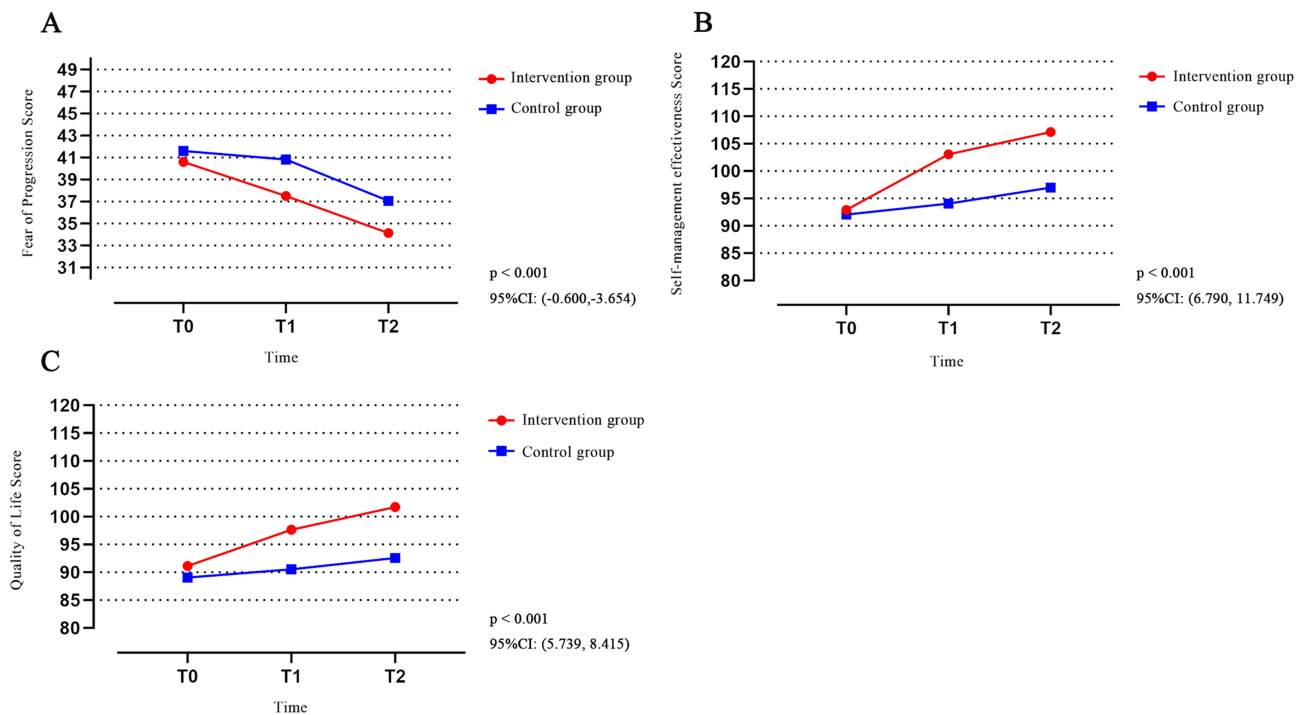 A
Fear of Progression Score
49
47
45
43
41
39
37
35
33
31
T0 T1 T2
Time
Intervention group
Control group
p < 0.001
95%CI: (-0.600,-3.654)
B
Self-management effectiveness Score
120
115
110
105
100
95
90
85
80
T0 T1 T2
Time
Intervention group
Control group
p < 0.001
95%CI: (6.790, 11.749)
C
Quality of Life Score
120
115
110
105
100
95
90
85
80
T0 T1 T2
Time
Intervention group
Control group
p < 0.001
95%CI: (5.739, 8.415)